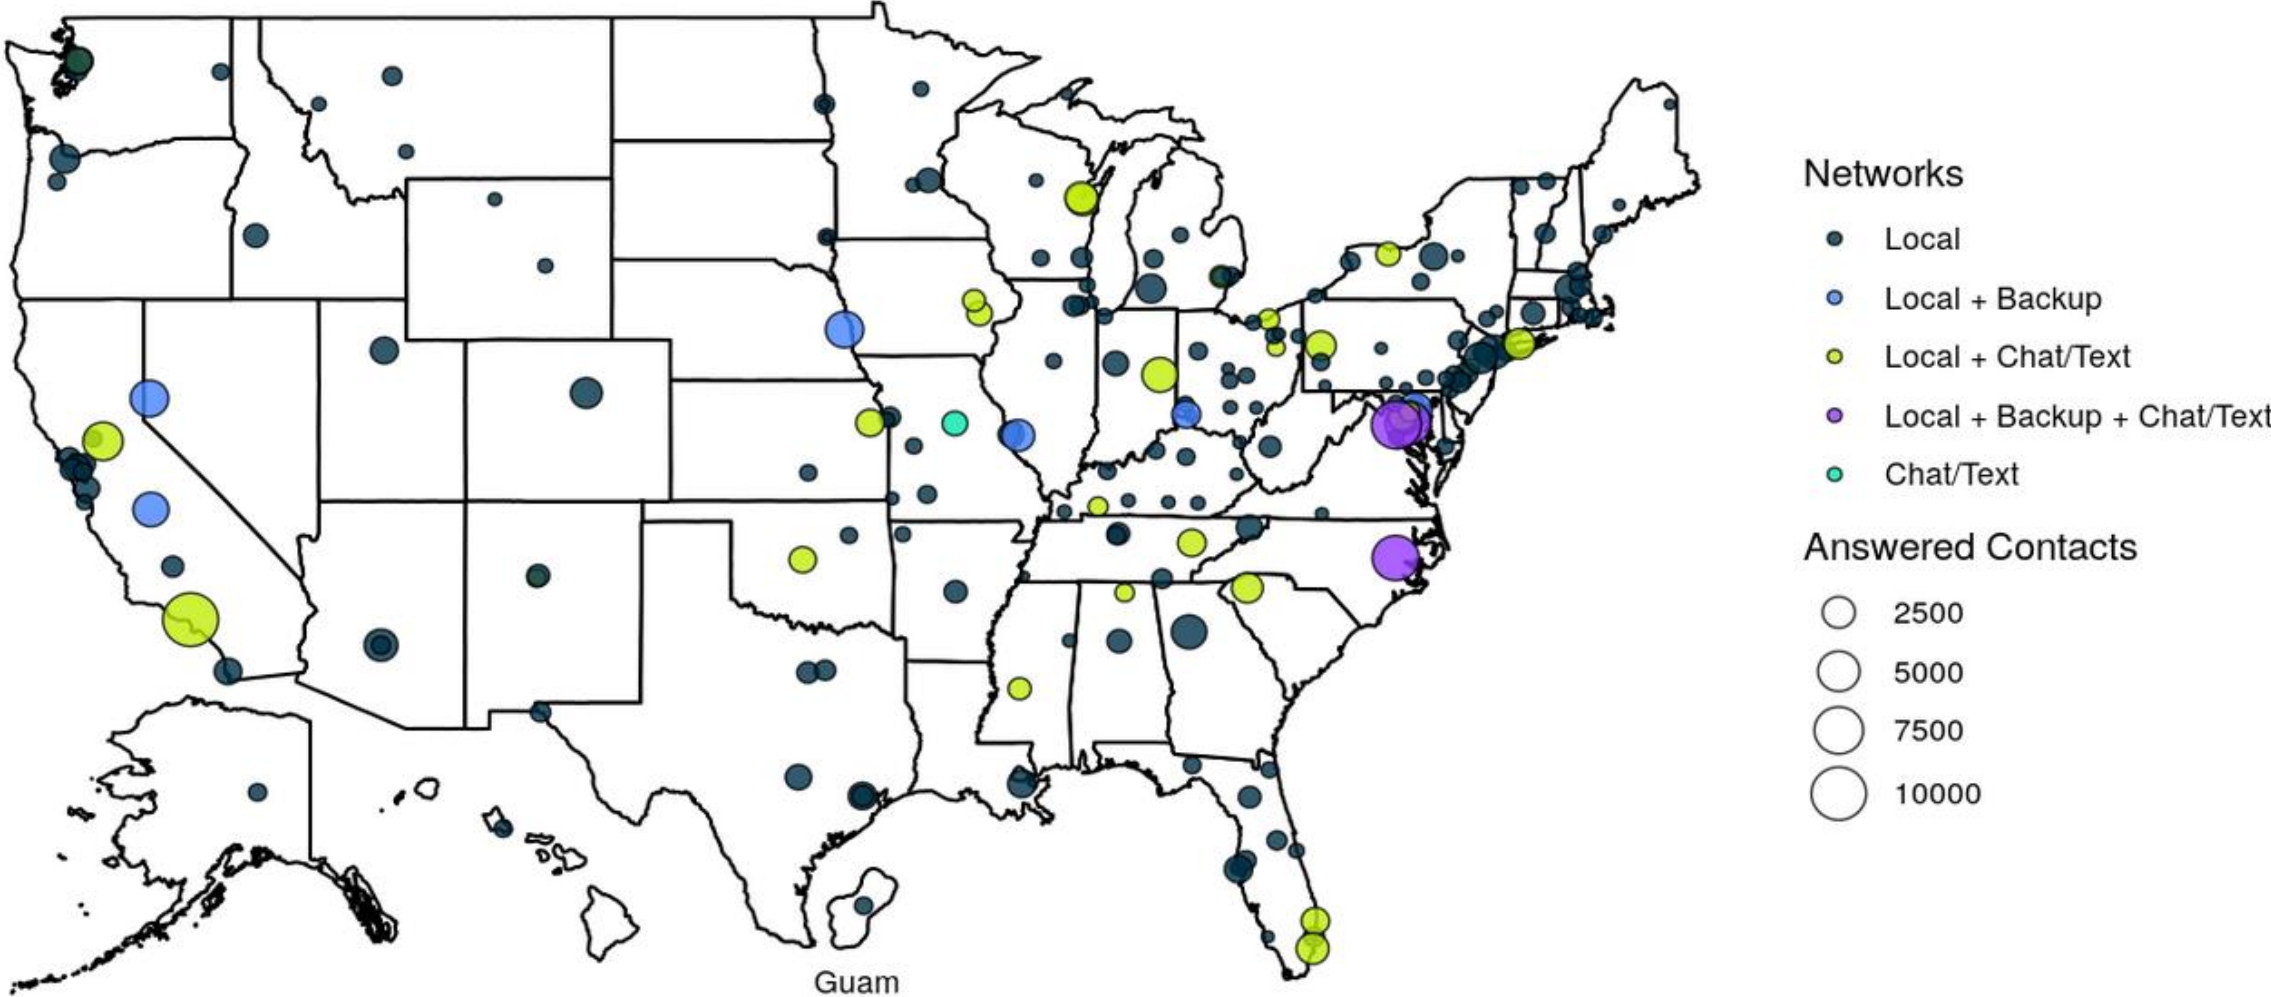 Networks
Local
Local + Backup
Local + Chat/Text
Local + Backup + Chat/Text
Chat/Text
Answered Contacts
2500
5000
7500
10000
Guam